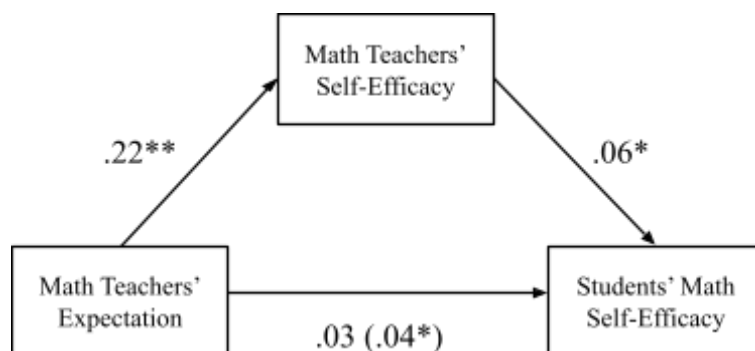 Math Teachers’
Self-Efficacy
.22**
.06*
Math Teachers’
Expectation
Students’ Math
Self-Efficacy
.03 (.04*)